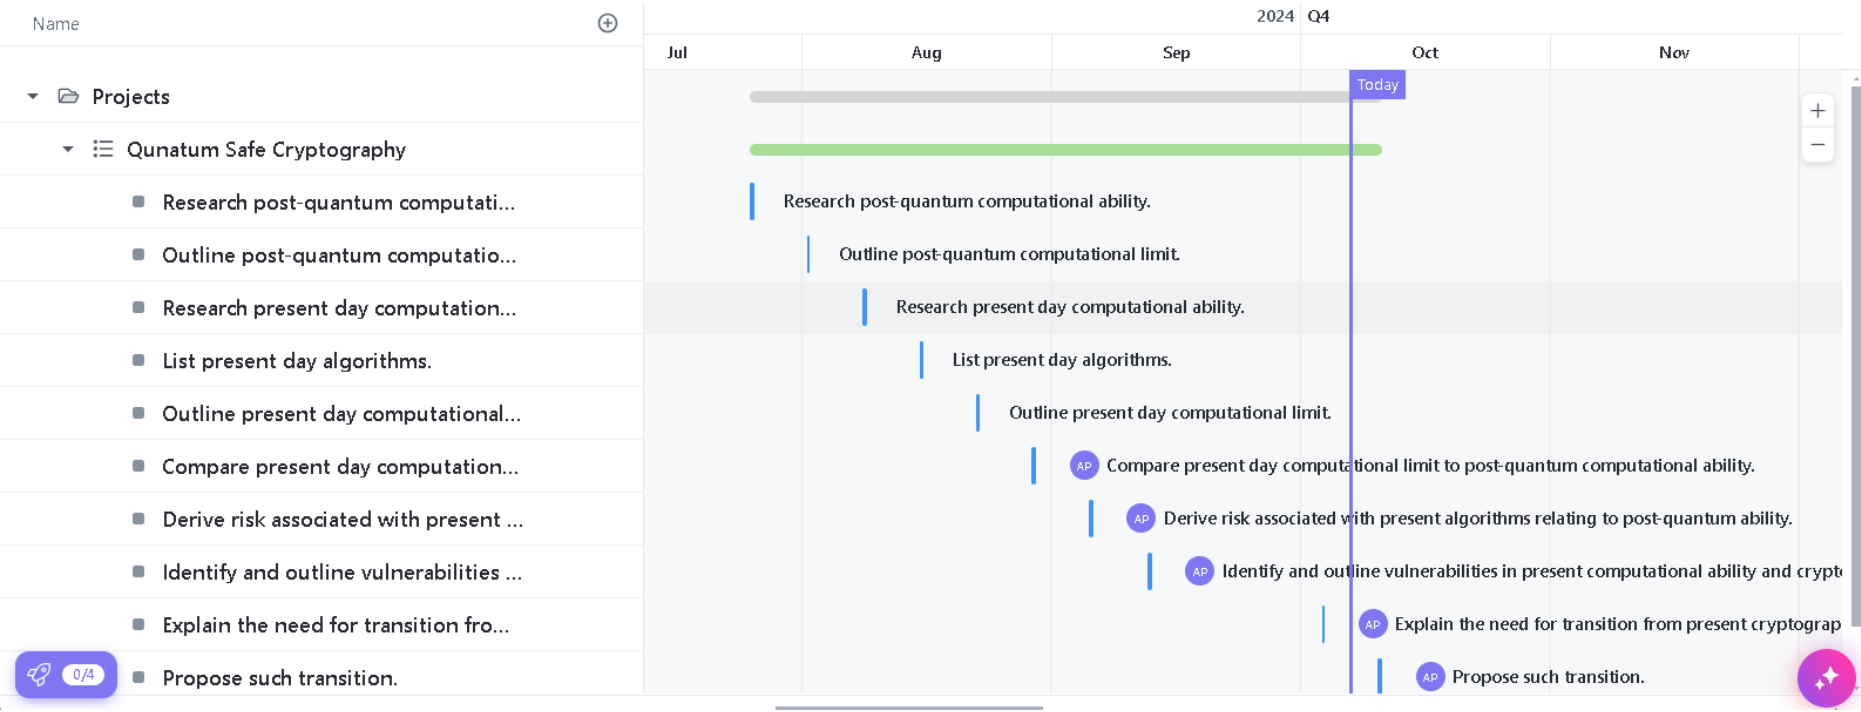 Name
2024 Q4
Jul Aug Sep Oct Nov
Today
Projects
Qunatum Safe Cryptography
Research post-quantum computati... Research post-quantum computational ability.
Outline post-quantum computatio... Outline post-quantum computational limit.
Research present day computation... Research present day computational ability.
List present day algorithms. List present day algorithms.
Outline present day computational... Outline present day computational limit.
Compare present day computation... AP Compare present day computational limit to post-quantum computational ability.
Derive risk associated with present ... AP Derive risk associated with present algorithms relating to post-quantum ability.
Identify and outline vulnerabilities ... AP Identify and outline vulnerabilities in present computational ability and crypt
Explain the need for transition fro... AP Explain the need for transition from present cryptograp
0/4 Propose such transition. AP Propose such transition.